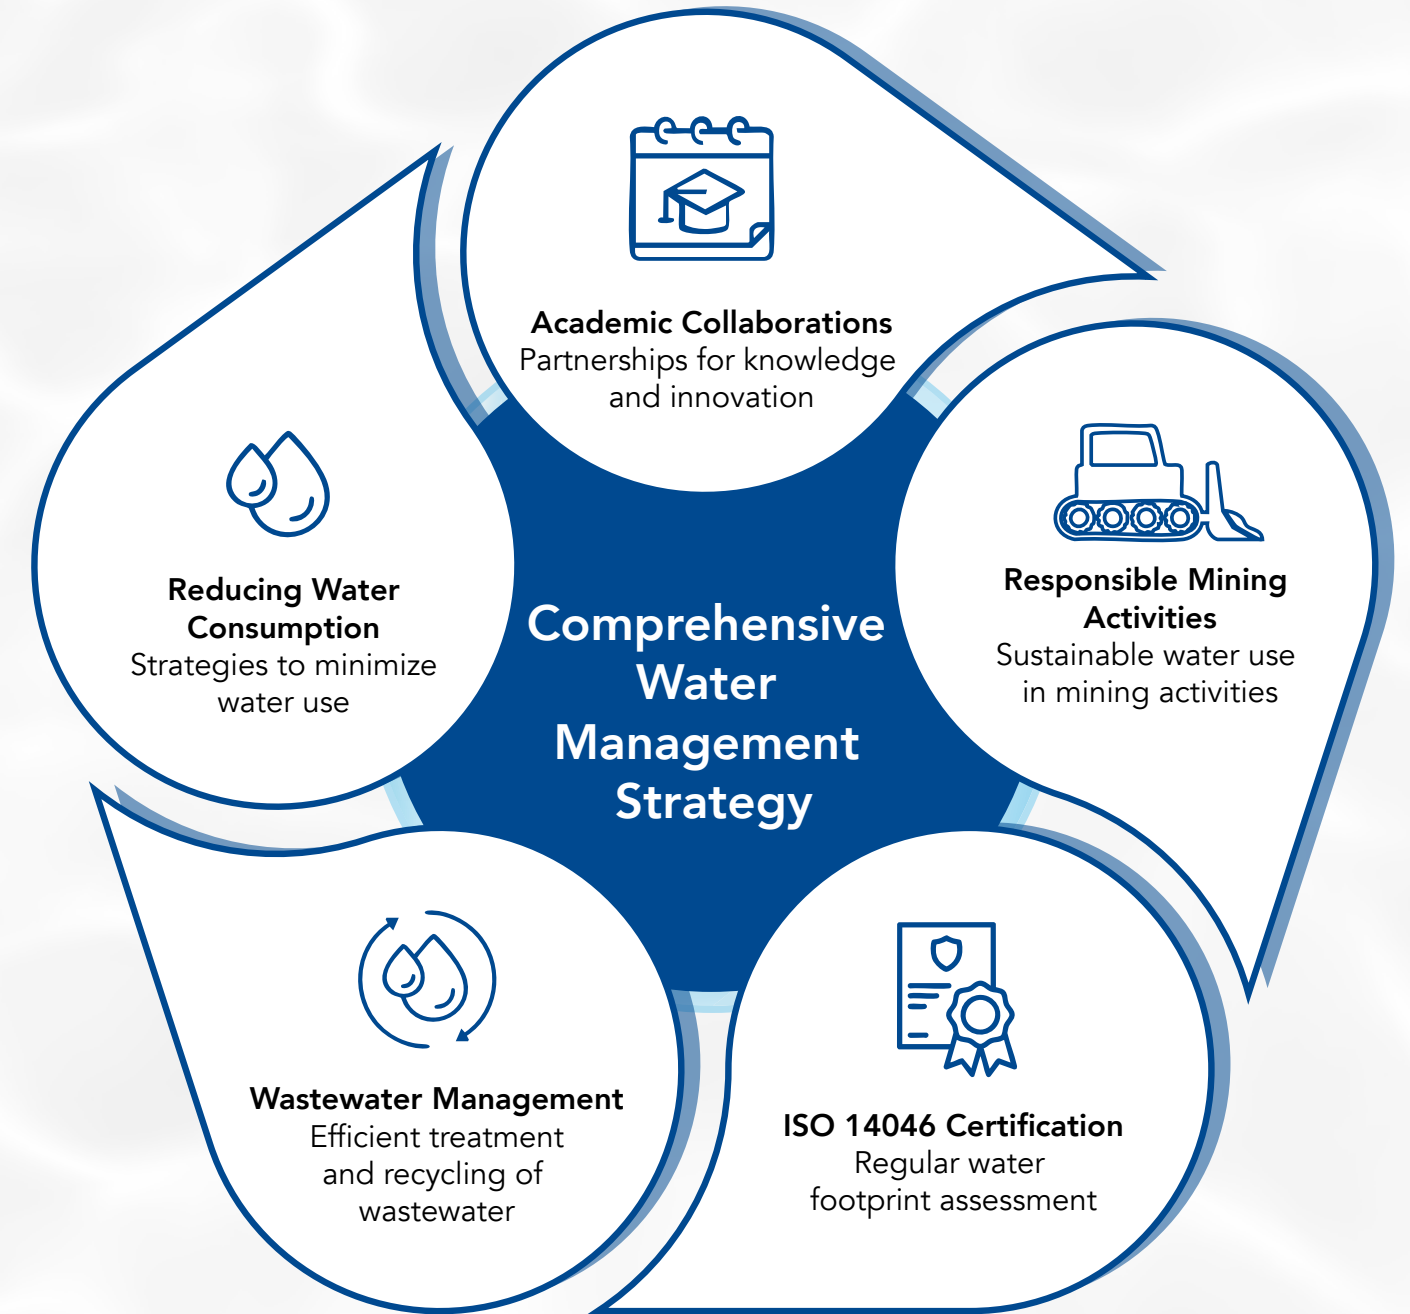 Academic Collaborations
Partnerships for knowledge
and innovation
Responsible Mining
Activities
Sustainable water use
in mining activities
Reducing Water
Consumption
Strategies to minimize
water use
Comprehensive
Water
Management
Strategy
Wastewater Management
Efficient treatment
and recycling of
wastewater
ISO 14046 Certification
Regular water
footprint assessment